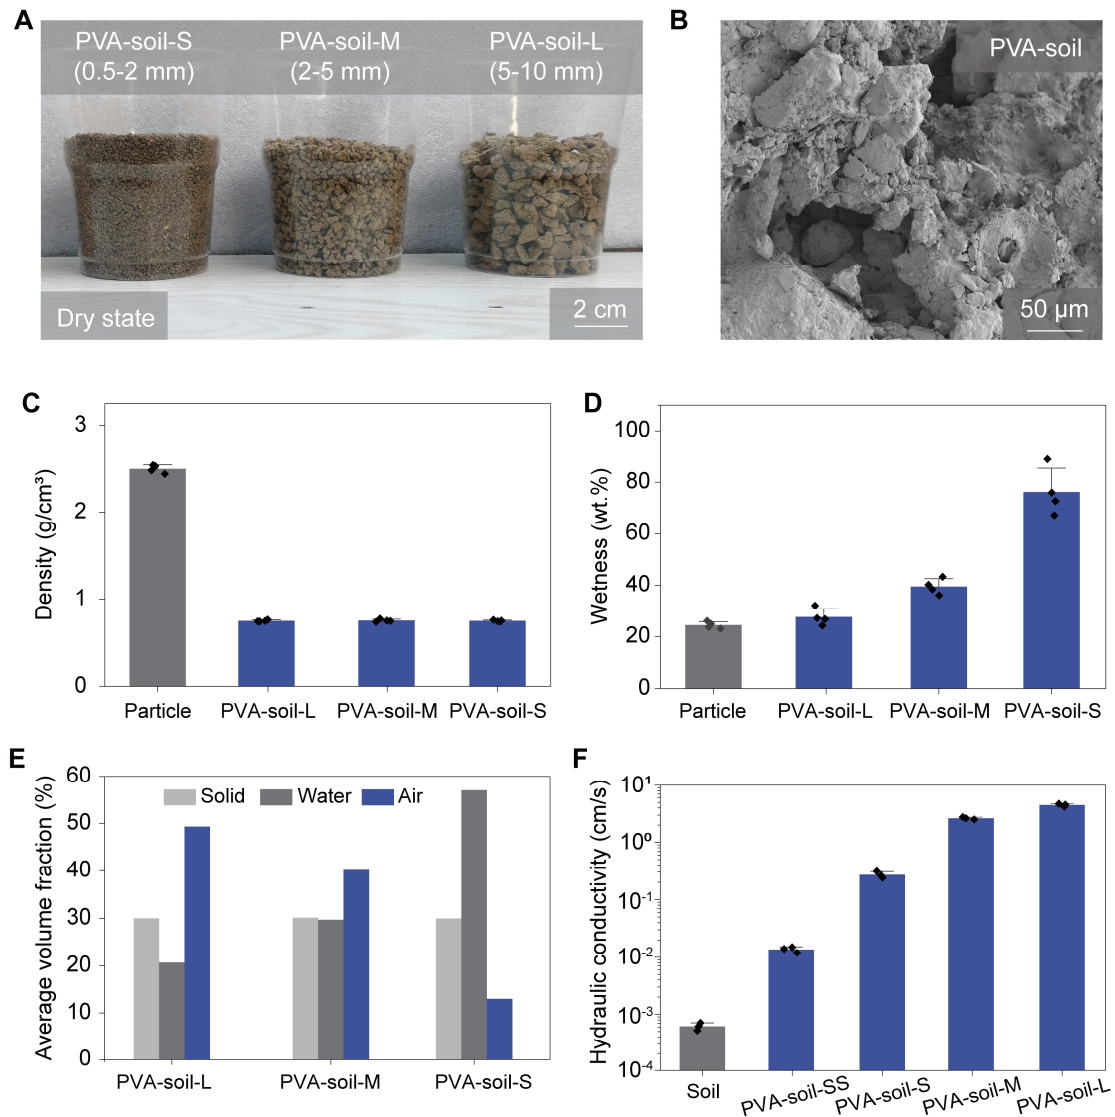 A
PVA-soil-S
(0.5-2 mm)
PVA-soil-M
(2-5 mm)
PVA-soil-L
(5-10 mm)
Dry state
2 cm
B
PVA-soil
50 µm
C
Density (g/cm³)
3
2
1
0
Particle
PVA-soil-L
PVA-soil-M
PVA-soil-S
D
Wetness (wt.%)
100
80
60
40
20
0
Particle
PVA-soil-L
PVA-soil-M
PVA-soil-S
E
Average volume fraction (%)
60
50
40
30
20
10
0
Solid
Water
Air
PVA-soil-L
PVA-soil-M
PVA-soil-S
F
Hydraulic conductivity (cm/s)
10¹
10⁰
10⁻¹
10⁻²
10⁻³
10⁻⁴
Soil
PVA-soil-SS
PVA-soil-S
PVA-soil-M
PVA-soil-L